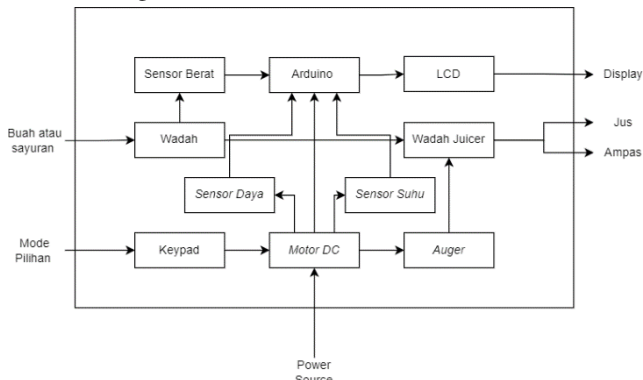 Sensor Berat
Arduino
LCD
Display
Buah atau
sayuran
Wadah
Wadah Juicer
Jus
Ampas
Sensor Daya
Sensor Suhu
Mode
Pilihan
Keypad
Motor DC
Auger
Power
Source